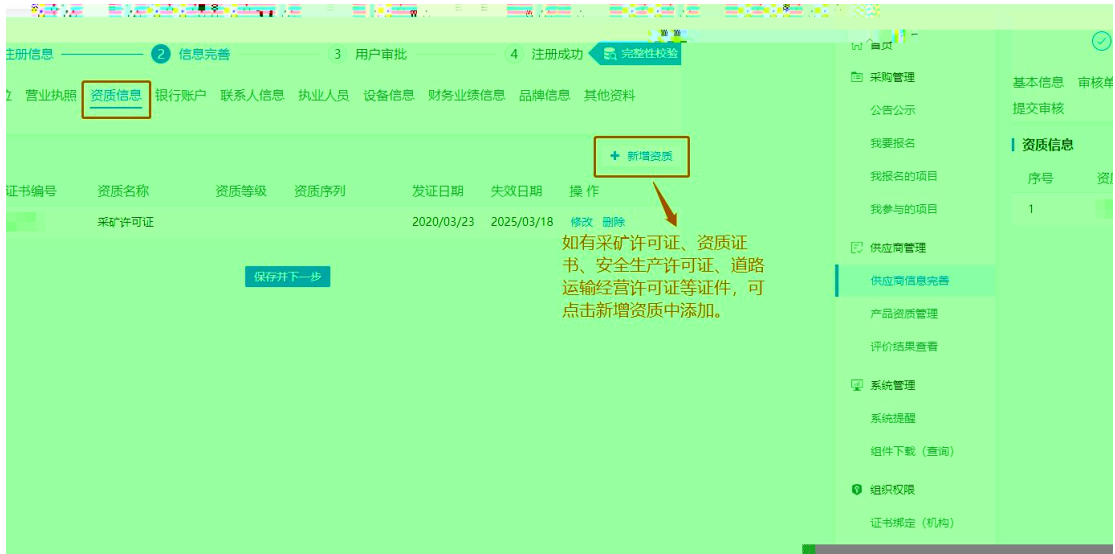 注册信息
2 信息完善
3 用户审批
4 注册成功
完整性校验
营业执照 资质信息 银行账户 联系人信息 执业人员 设备信息 财务业绩信息 品牌信息 其他资料
+ 新增资质
证书编号 资质名称 资质等级 资质序列 发证日期 失效日期 操作
采矿许可证 2020/03/23 2025/03/18 修改 删除
保存并下一步
如有采矿许可证、资质证
书、安全生产许可证、道路
运输经营许可证等证件，可
点击新增资质中添加。
首页
采购管理
公告公示
我要报名
我报名的项目
我参与的项目
供应商管理
供应商信息完善
产品资质管理
评价结果查看
系统管理
系统提醒
组件下载（查询）
组织权限
证书绑定（机构）
基本信息 审核单
提交审核
资质信息
序号 资
1